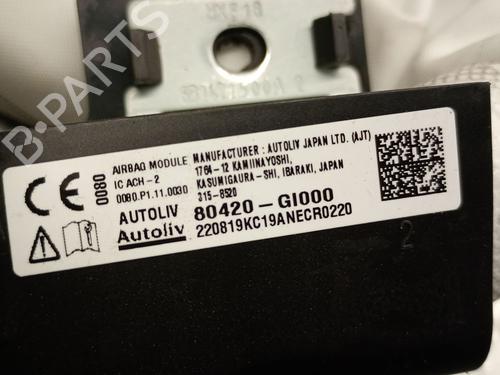 MXP18
B-Parts
CE
0080
AIRBAG MODULE
IC ACH-2
0080.P1.11.0030
MANUFACTURER : AUTOLIV JAPAN LTD. (AJT)
1764-12 KAMIINAYOSHI,
KASUMIGAURA-SHI, IBARAKI, JAPAN
315-8520
AUTOLIV
80420-GI000
Autoliv
220819KC19ANECR0220
2